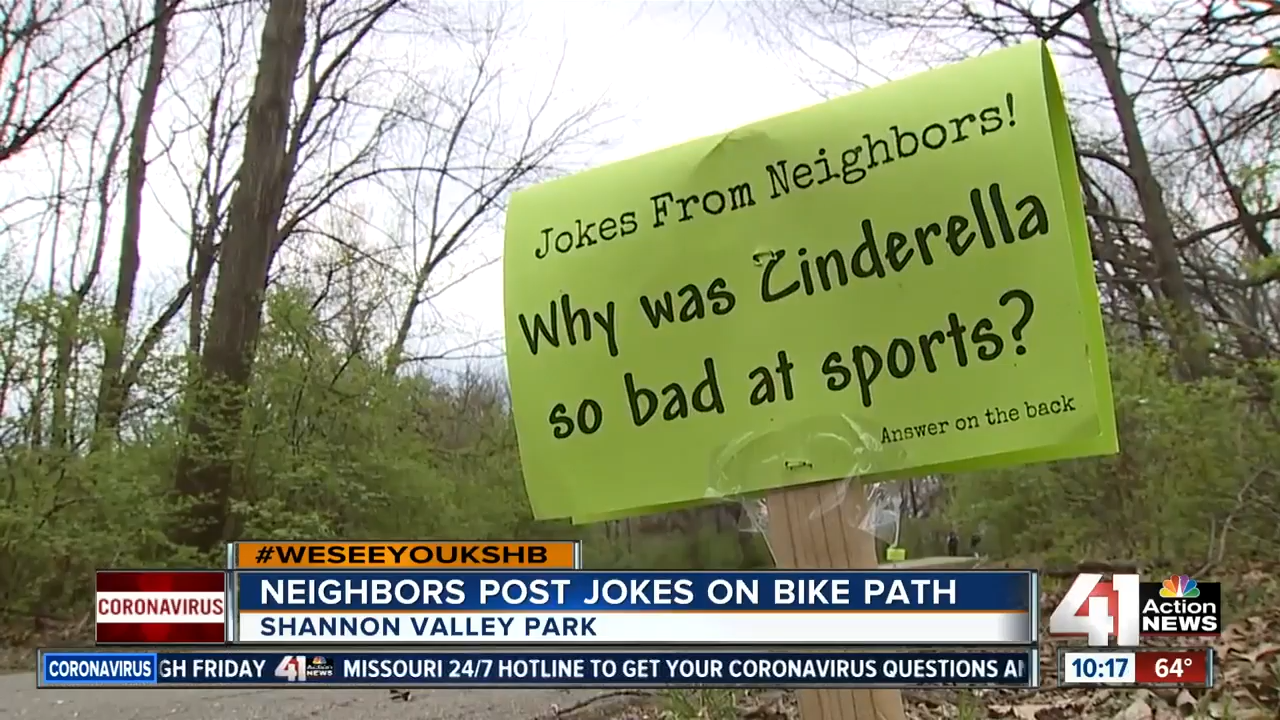 Jokes From Neighbors!
Why was Cinderella
so bad at sports?
Answer on the back
#WESEEYOUKSHB
CORONAVIRUS
NEIGHBORS POST JOKES ON BIKE PATH
SHANNON VALLEY PARK
41
Action
NEWS
CORONAVIRUS
GH FRIDAY 41 Action NEWS MISSOURI 24/7 HOTLINE TO GET YOUR CORONAVIRUS QUESTIONS AN
10:17 64°